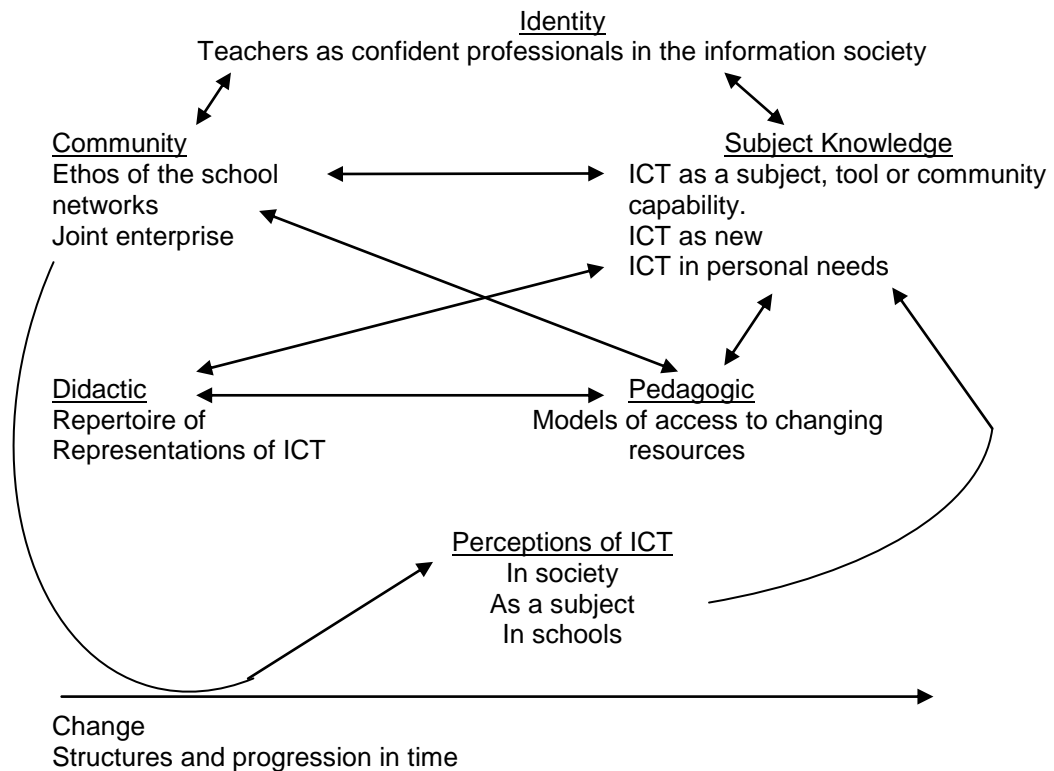 Identity
Teachers as confident professionals in the information society
Community
Ethos of the school
networks
Joint enterprise
Subject Knowledge
ICT as a subject, tool or community
capability.
ICT as new
ICT in personal needs
Didactic
Repertoire of
Representations of ICT
Pedagogic
Models of access to changing
resources
Perceptions of ICT
In society
As a subject
In schools
Change
Structures and progression in time